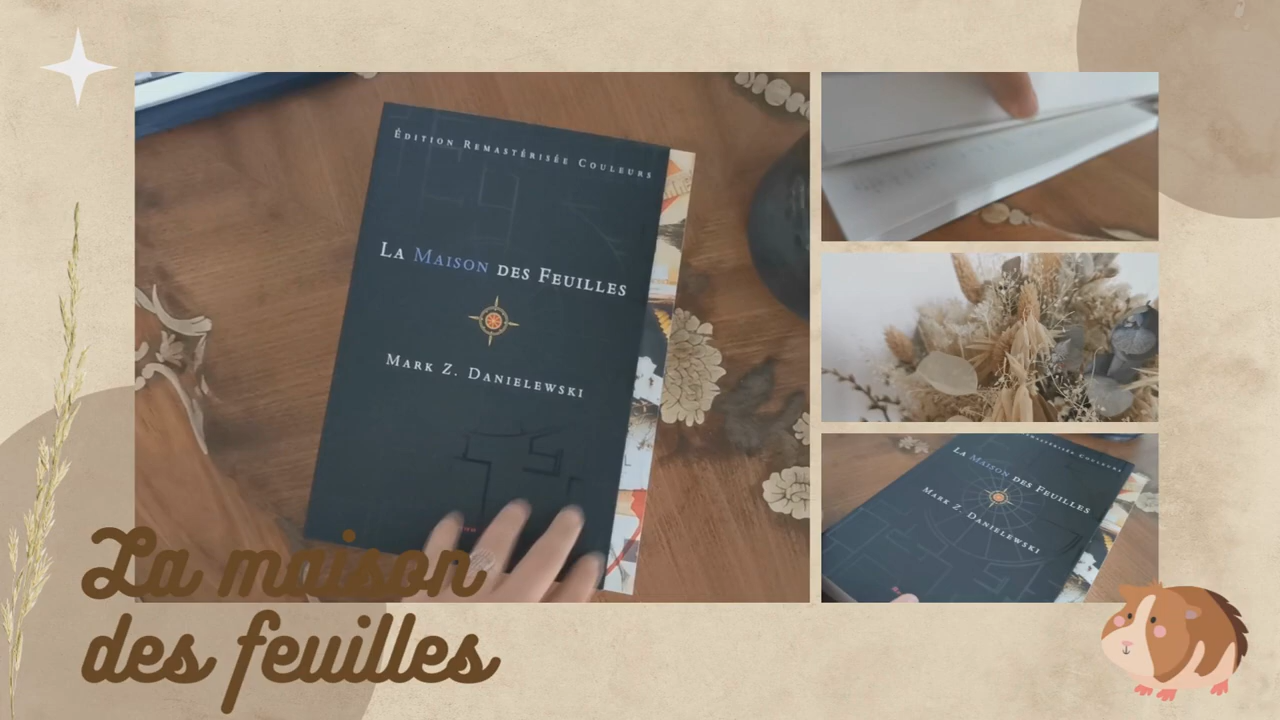 ÉDITION REMASTÉRISÉE COULEURS
LA MAISON DES FEUILLES
MARK Z. DANIELEWSKI
LA MAISON DES FEUILLES
MARK Z. DANIELEWSKI
La maison
des feuilles